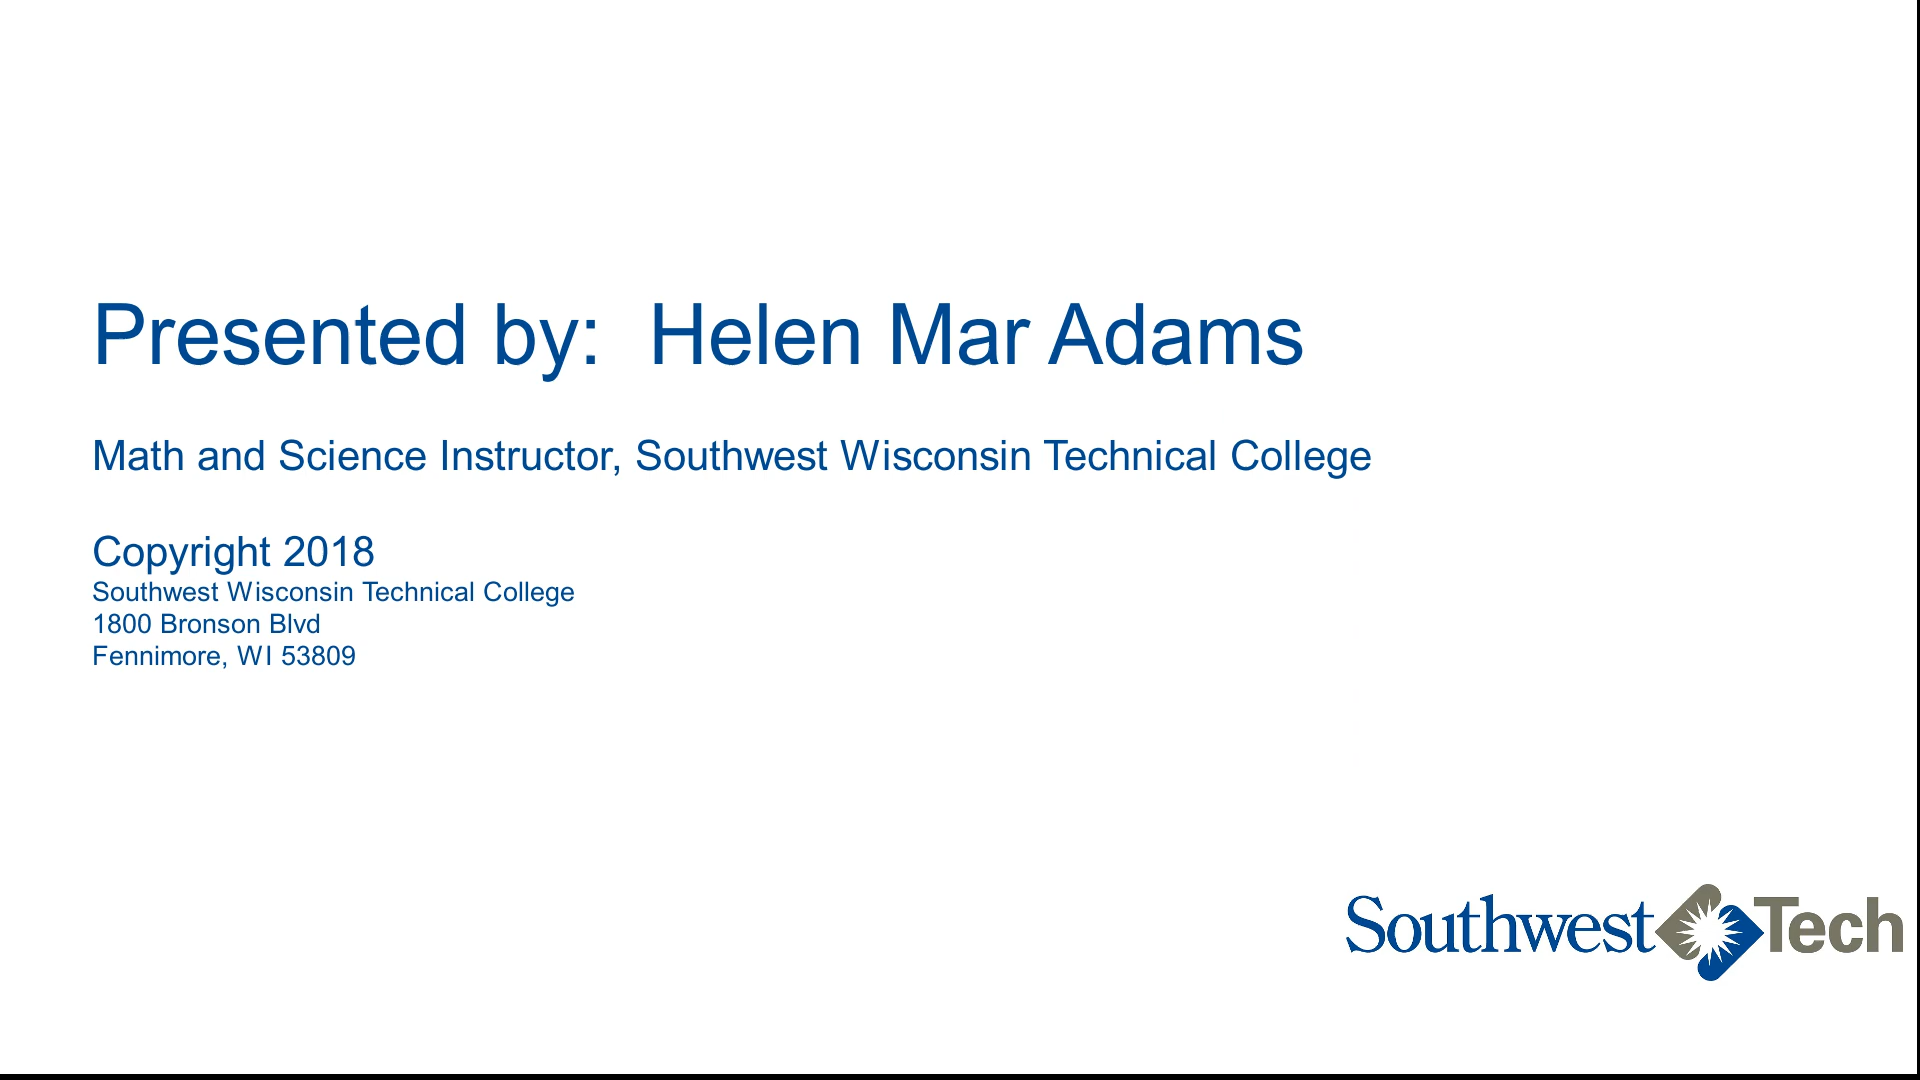 Presented by:  Helen Mar Adams
Math and Science Instructor, Southwest Wisconsin Technical College
Copyright 2018
Southwest Wisconsin Technical College
1800 Bronson Blvd
Fennimore, WI 53809
Southwest Tech